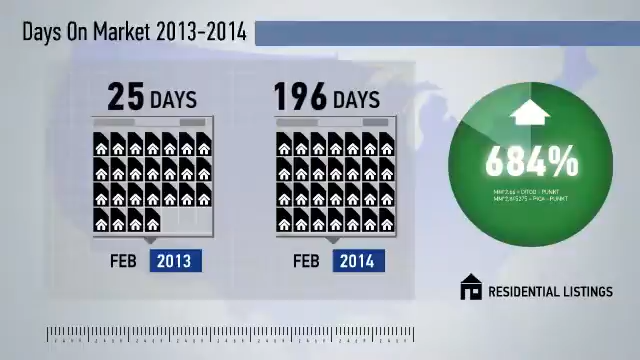 Days On Market 2013-2014
25 DAYS
196 DAYS
684%
FEB 2013
FEB 2014
RESIDENTIAL LISTINGS